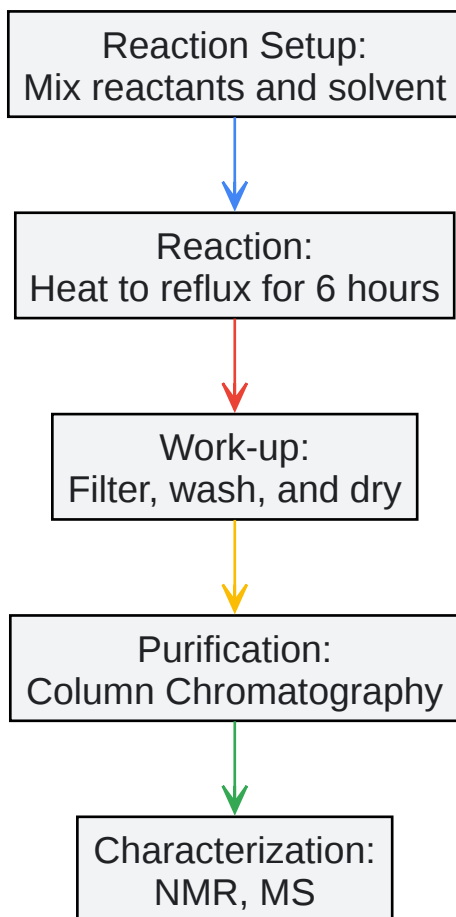 Reaction Setup:
Mix reactants and solvent
Reaction:
Heat to reflux for 6 hours
Work-up:
Filter, wash, and dry
Purification:
Column Chromatography
Characterization:
NMR, MS